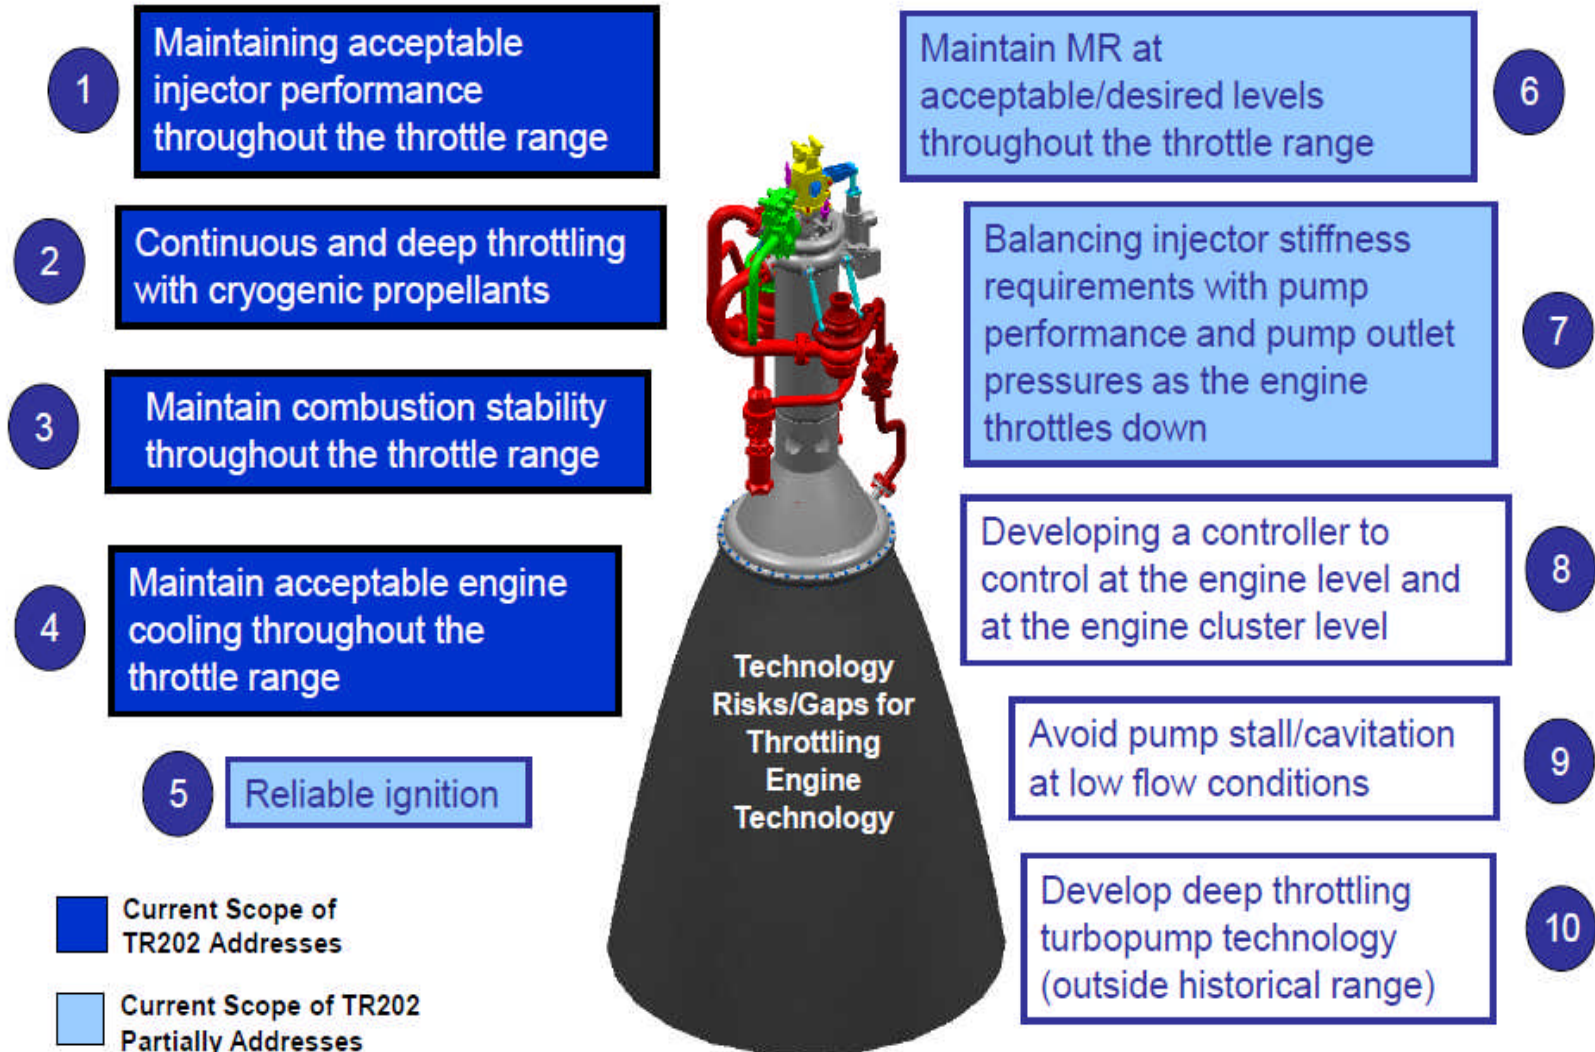 1
Maintaining acceptable
injector performance
throughout the throttle range
2
Continuous and deep throttling
with cryogenic propellants
3
Maintain combustion stability
throughout the throttle range
4
Maintain acceptable engine
cooling throughout the
throttle range
5
Reliable ignition
Current Scope of
TR202 Addresses
Current Scope of TR202
Partially Addresses
Technology
Risks/Gaps for
Throttling
Engine
Technology
Maintain MR at
acceptable/desired levels
throughout the throttle range
6
Balancing injector stiffness
requirements with pump
performance and pump outlet
pressures as the engine
throttles down
7
Developing a controller to
control at the engine level and
at the engine cluster level
8
Avoid pump stall/cavitation
at low flow conditions
9
Develop deep throttling
turbopump technology
(outside historical range)
10